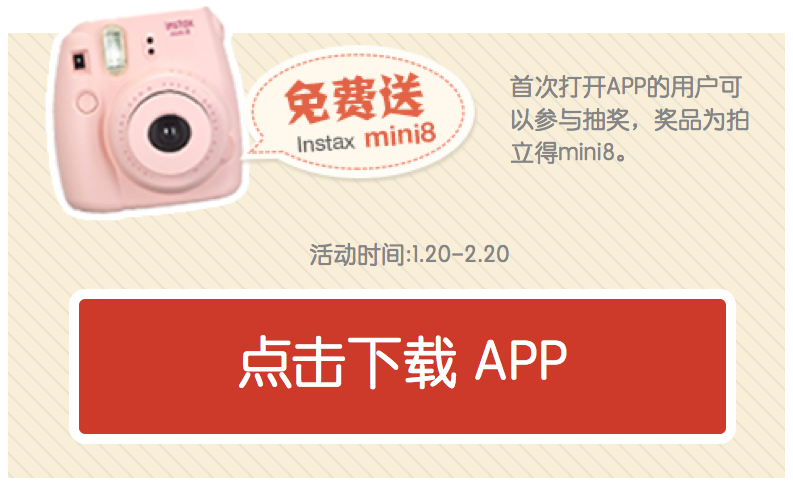 instax
mini 8
免费送
Instax mini8
首次打开APP的用户可
以参与抽奖，奖品为拍
立得mini8。
活动时间:1.20-2.20
点击下载 APP